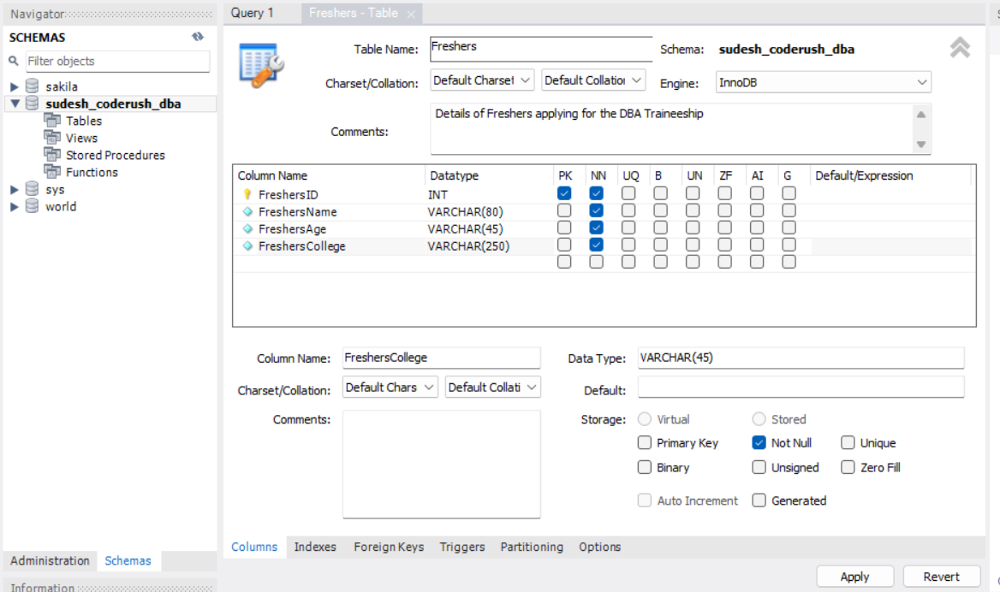 Navigator
SCHEMAS
Filter objects
sakila
sudesh_coderush_dba
Tables
Views
Stored Procedures
Functions
sys
world
Administration Schemas
Information
Query 1 Freshers - Table
Table Name: Freshers Schema: sudesh_coderush_dba
Charset/Collation: Default Charset Default Collation Engine: InnoDB
Comments: Details of Freshers applying for the DBA Traineeship
Column Name Datatype PK NN UQ B UN ZF AI G Default/Expression
FreshersID INT
FreshersName VARCHAR(80)
FreshersAge VARCHAR(45)
FreshersCollege VARCHAR(250)
Column Name: FreshersCollege Data Type: VARCHAR(45)
Charset/Collation: Default Chars Default Collati Default:
Comments: Storage: Virtual Stored
Primary Key Not Null Unique
Binary Unsigned Zero Fill
Auto Increment Generated
Columns Indexes Foreign Keys Triggers Partitioning Options
Apply Revert